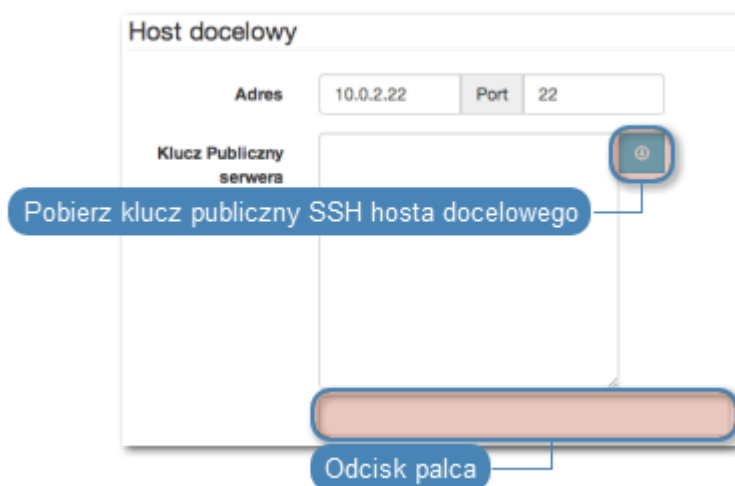 Host docelowy
Adres 10.0.2.22 Port 22
Klucz Publiczny
serwera
Pobierz klucz publiczny SSH hosta docelowego
Odcisk palca